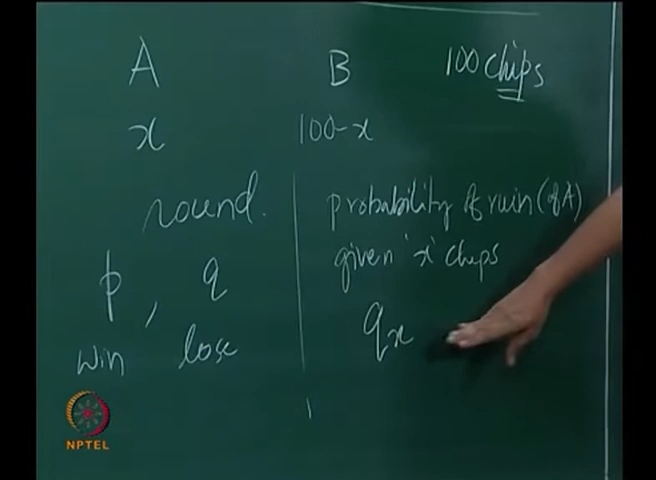 A B 100 chips
x 100-x
round.
p, q
win lose
probability of ruin (of A)
given 'x' chips
qx
NPTEL